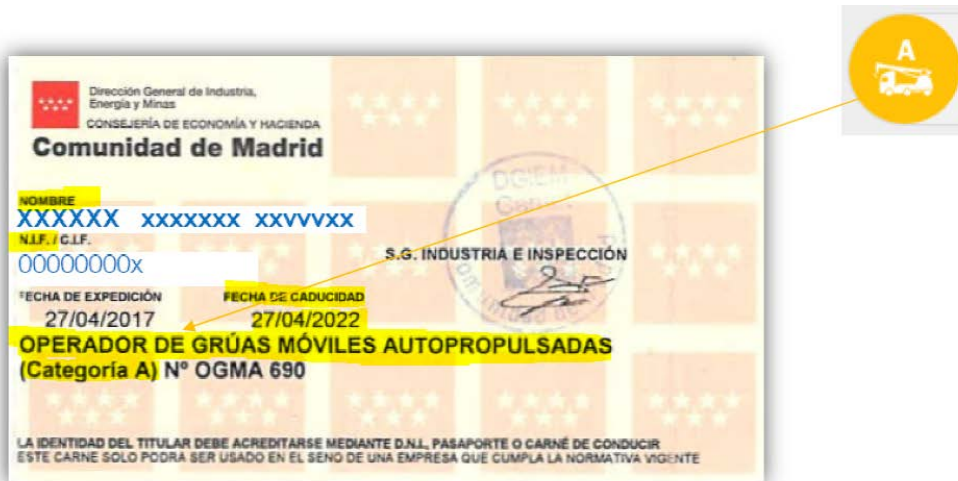 A
Dirección General de Industria,
Energía y Minas
CONSEJERÍA DE ECONOMÍA Y HACIENDA
Comunidad de Madrid
DGIEM
NOMBRE
XXXXXX xxxxxxx xxvvvxx
N.I.F. / C.I.F.
00000000x
S.G. INDUSTRIA E INSPECCIÓN
FECHA DE EXPEDICIÓN FECHA DE CADUCIDAD
27/04/2017 27/04/2022
OPERADOR DE GRÚAS MÓVILES AUTOPROPULSADAS
(Categoría A) Nº OGMA 690
LA IDENTIDAD DEL TITULAR DEBE ACREDITARSE MEDIANTE D.N.I., PASAPORTE O CARNÉ DE CONDUCIR
ESTE CARNE SOLO PODRÁ SER USADO EN EL SENO DE UNA EMPRESA QUE CUMPLA LA NORMATIVA VIGENTE